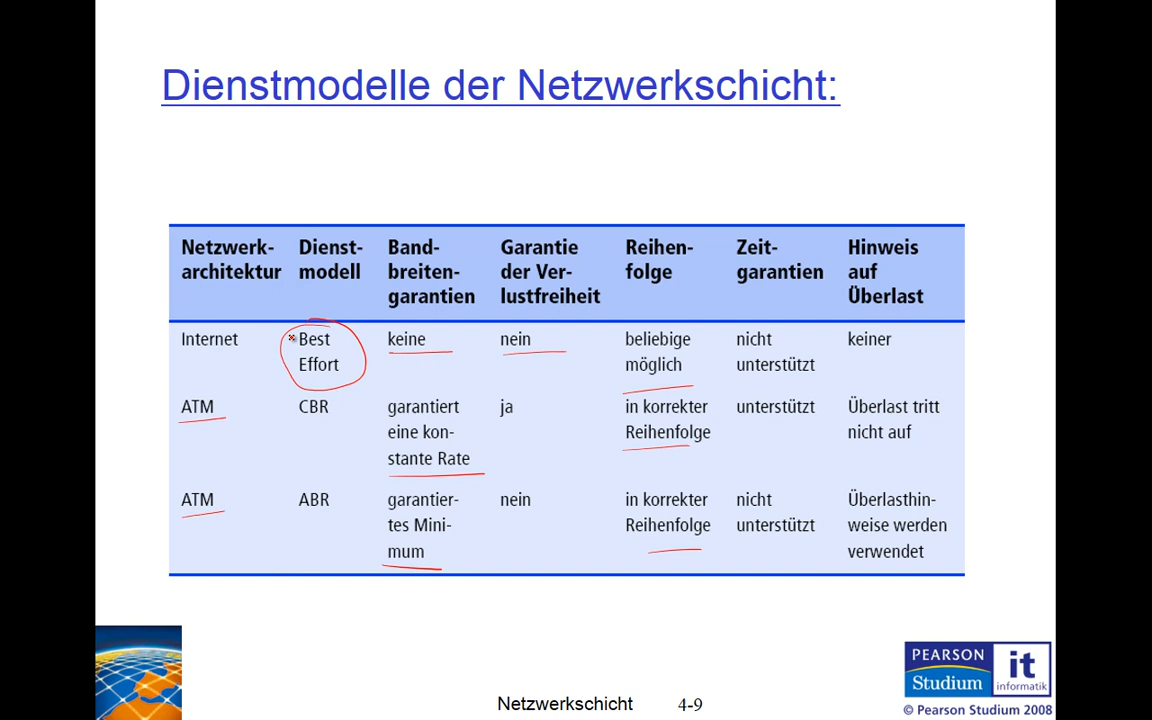 Dienstmodelle der Netzwerkschicht:
Netzwerk- Dienst- Band- Garantie Reihen- Zeit- Hinweis
architektur modell breiten- der Ver- folge garantien auf
garantien lustfreiheit Überlast
Internet Best keine nein beliebige nicht keiner
Effort möglich unterstützt
ATM CBR garantiert ja in korrekter unterstützt Überlast tritt
eine kon- Reihenfolge nicht auf
stante Rate
ATM ABR garantier- nein in korrekter nicht Überlasthin-
tes Mini- Reihenfolge unterstützt weise werden
mum verwendet
PEARSON
Studium
it
informatik
Netzwerkschicht 4-9
© Pearson Studium 2008